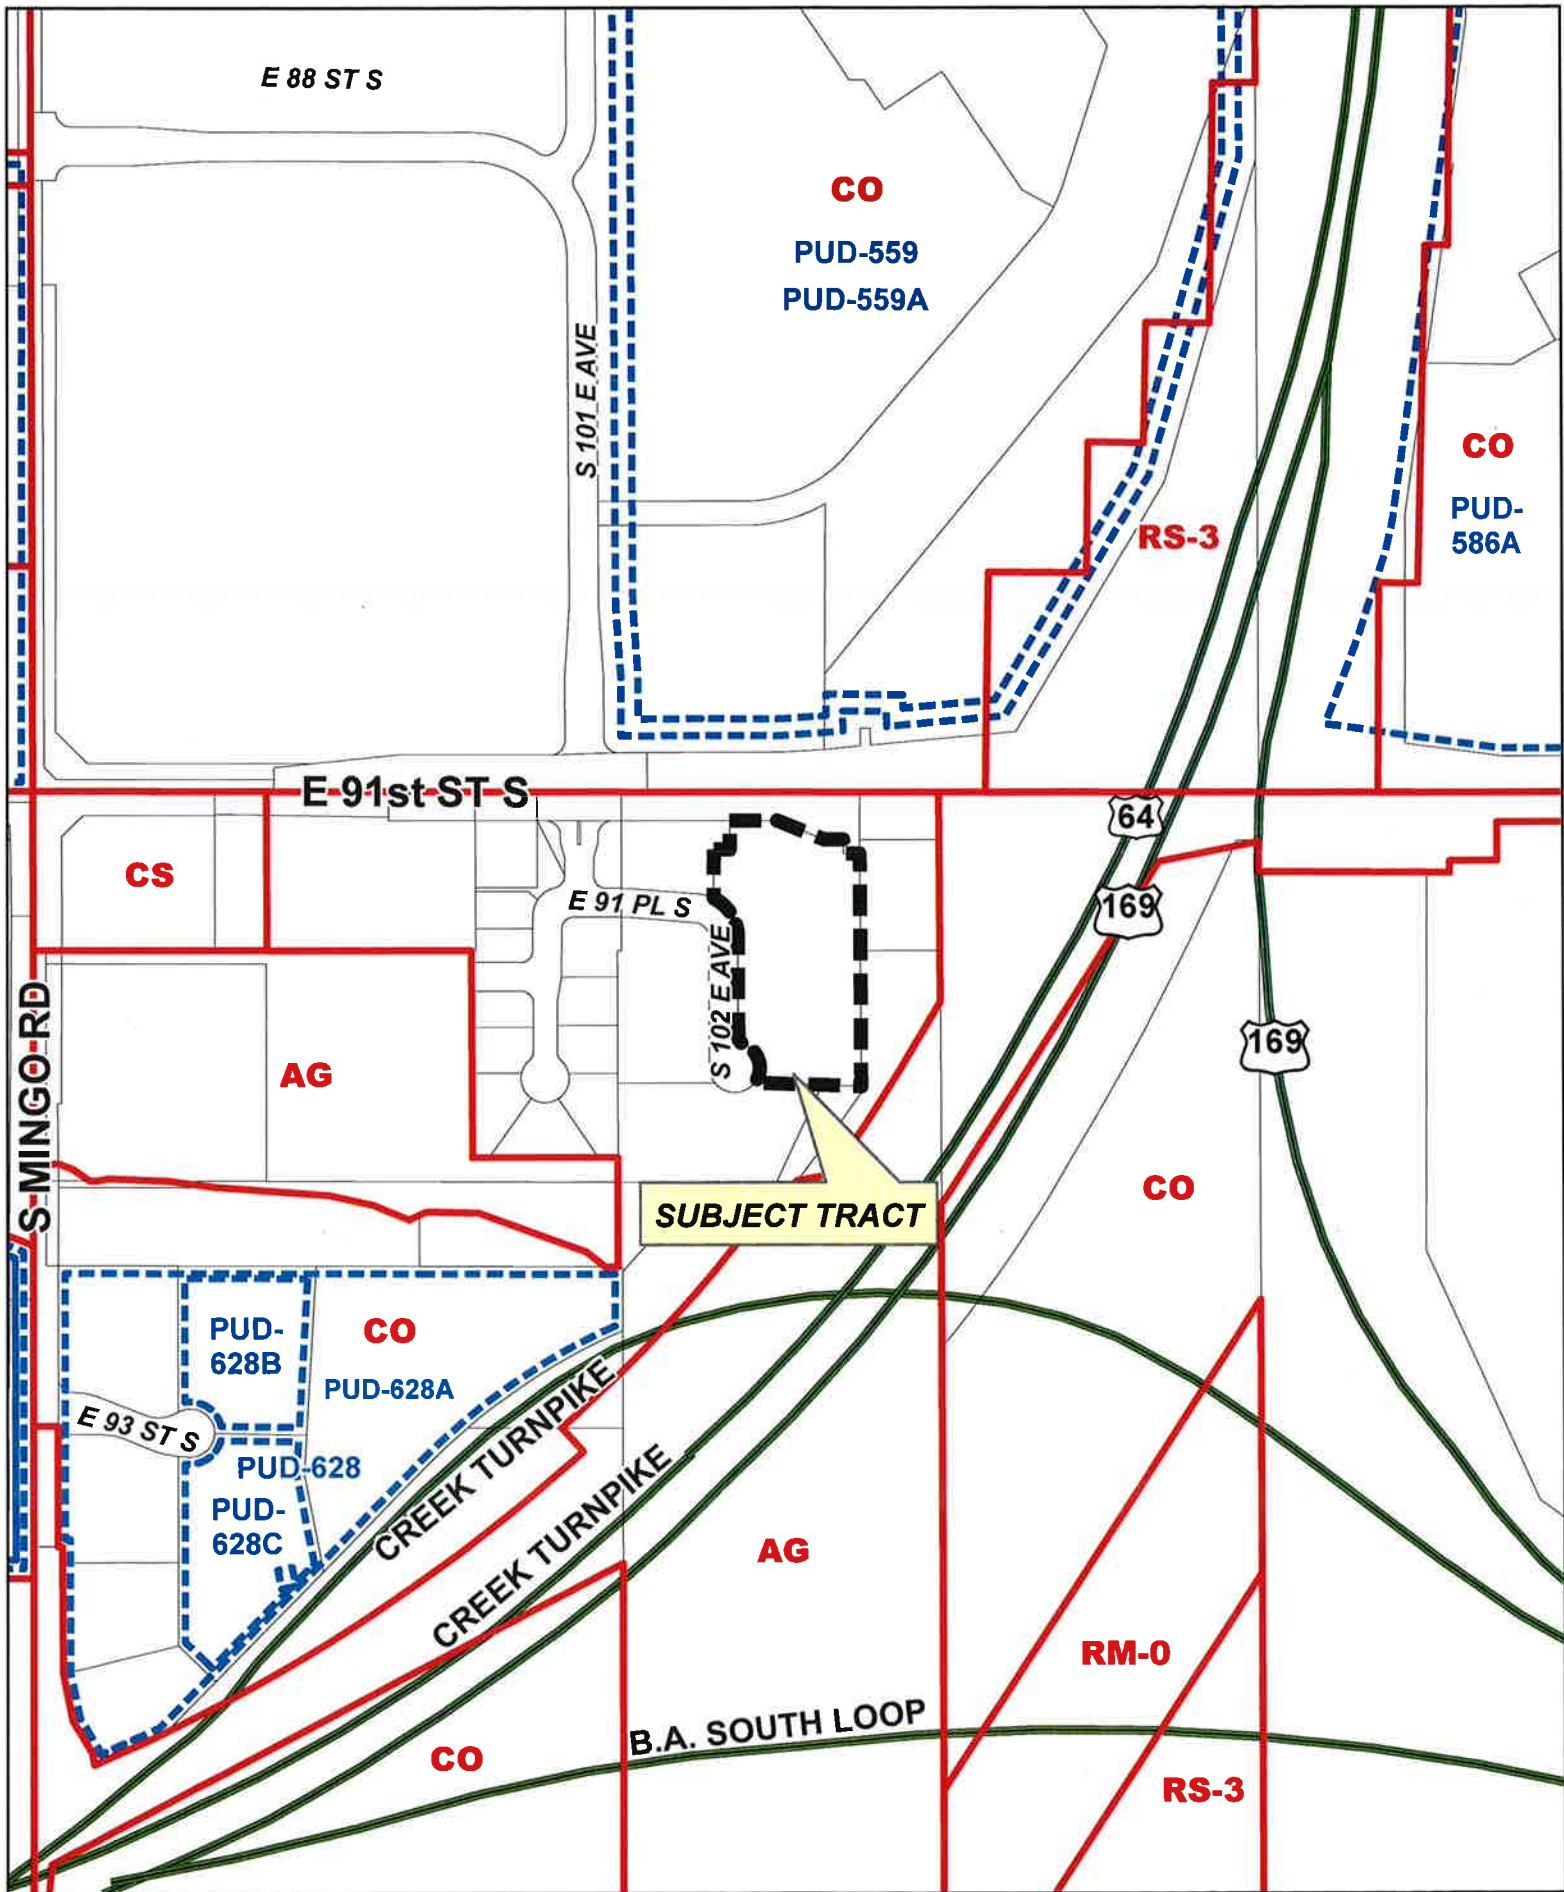 E 88 ST S
CO
PUD-559
PUD-559A
S 101 E AVE
CO
PUD-
586A
RS-3
E 91st ST S
64
CS
E 91 PL S
169
S 102 E AVE
S MINGO RD
169
AG
CO
SUBJECT TRACT
PUD-
628B
CO
PUD-628A
E 93 ST S
PUD-628
PUD-
628C
CREEK TURNPIKE
CREEK TURNPIKE
AG
RM-0
B.A. SOUTH LOOP
CO
RS-3